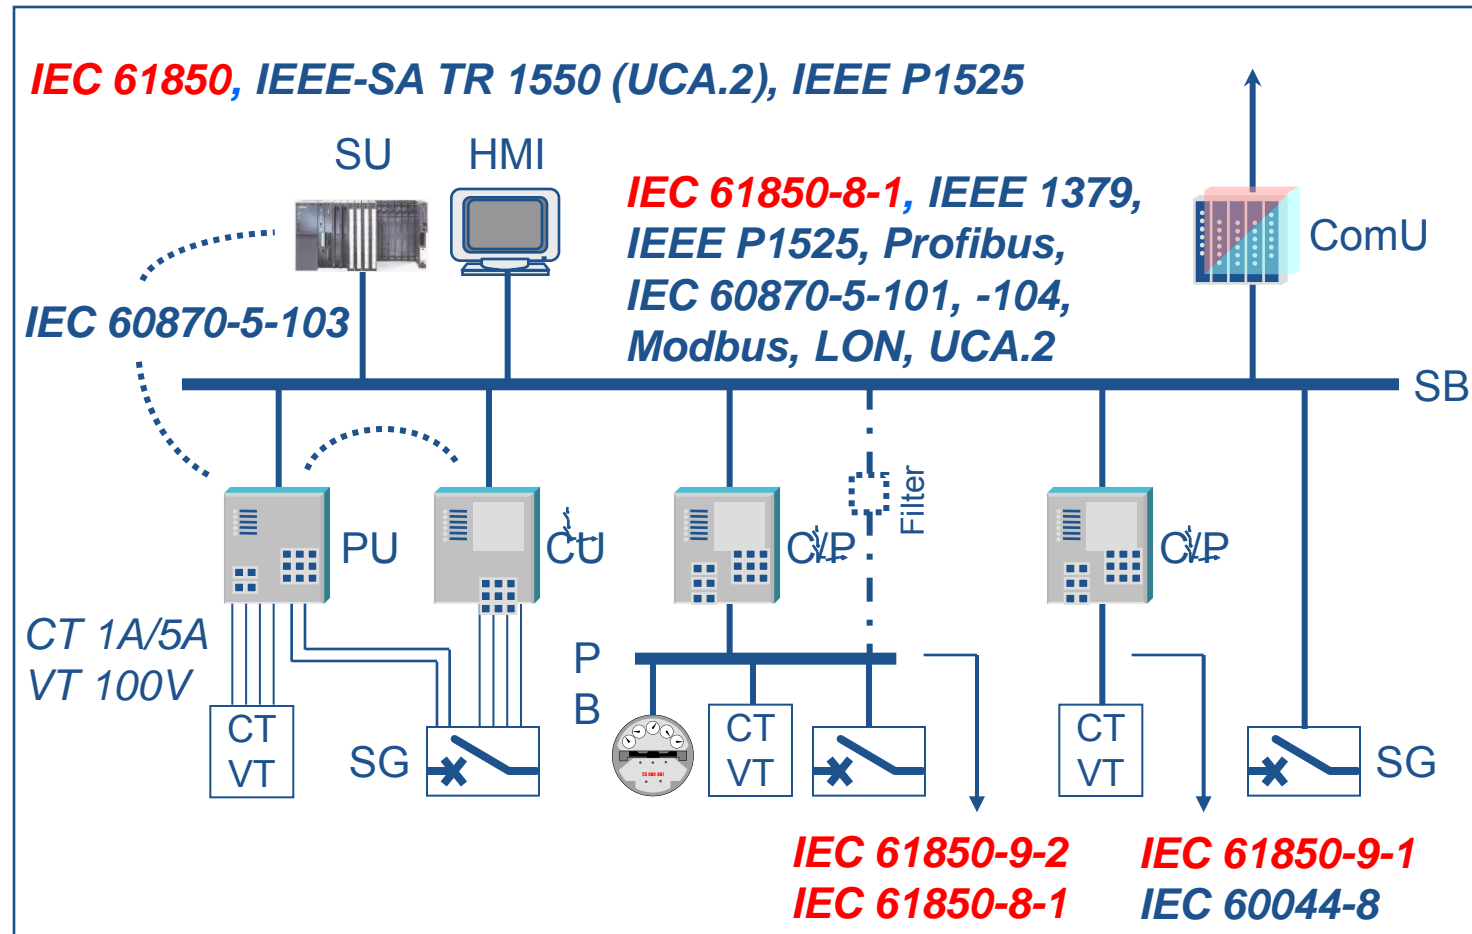 IEC 61850, IEEE-SA TR 1550 (UCA.2), IEEE P1525
SU
HMI
IEC 61850-8-1, IEEE 1379,
IEEE P1525, Profibus,
IEC 60870-5-101, -104,
Modbus, LON, UCA.2
ComU
IEC 60870-5-103
SB
Filter
PU
CU
C/P
C/P
CT 1A/5A
VT 100V
P
B
CT
VT
SG
CT
VT
CT
VT
SG
IEC 61850-9-2
IEC 61850-8-1
IEC 61850-9-1
IEC 60044-8